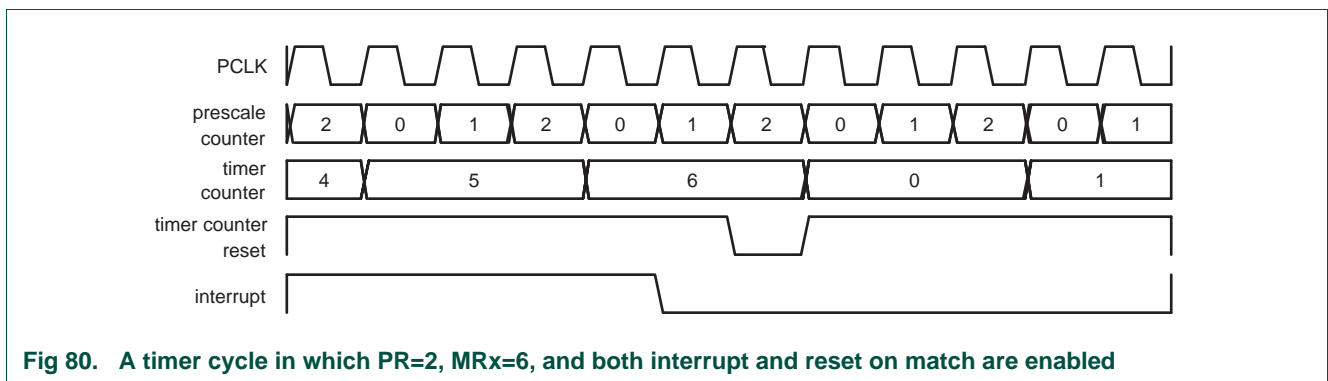 PCLK
prescale
counter
2 0 1 2 0 1 2 0 1 2 0 1
timer
counter
4 5 6 0 1
timer counter
reset
interrupt
Fig 80. A timer cycle in which PR=2, MRx=6, and both interrupt and reset on match are enabled